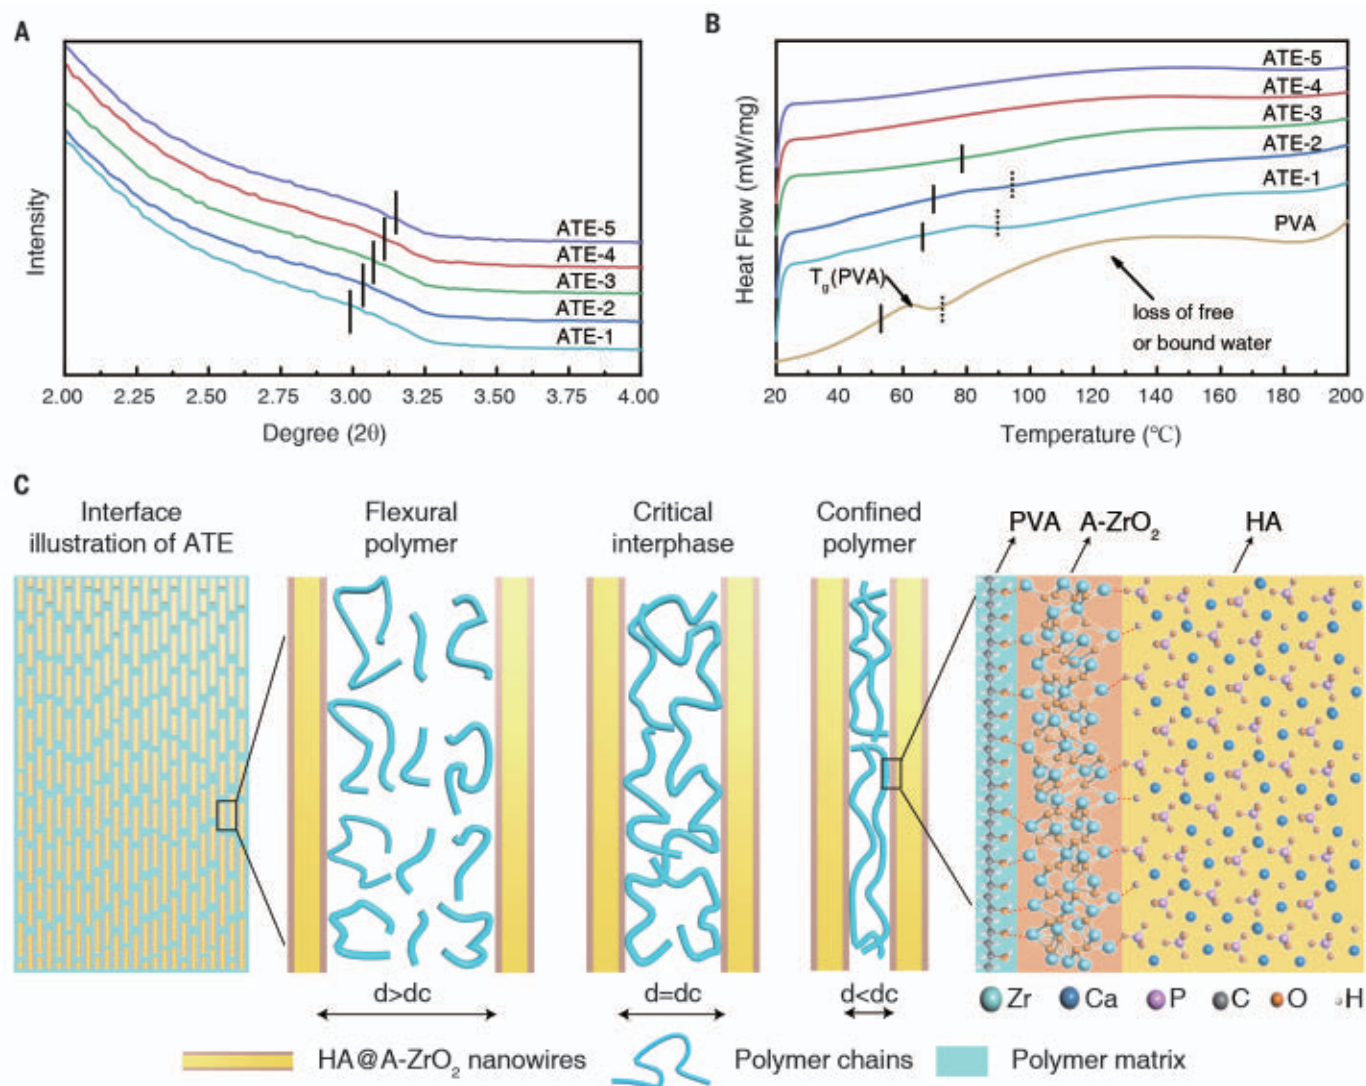 A
Intensity
ATE-5
ATE-4
ATE-3
ATE-2
ATE-1
2.00 2.25 2.50 2.75 3.00 3.25 3.50 3.75 4.00
Degree (2θ)
B
Heat Flow (mW/mg)
ATE-5
ATE-4
ATE-3
ATE-2
ATE-1
PVA
Tg(PVA)
loss of free
or bound water
20 40 60 80 100 120 140 160 180 200
Temperature (℃)
C
Interface
illustration of ATE
Flexural
polymer
Critical
interphase
Confined
polymer
PVA A-ZrO2 HA
d>dc
d=dc
d<dc
Zr Ca P C O H
HA@A-ZrO2 nanowires
Polymer chains
Polymer matrix